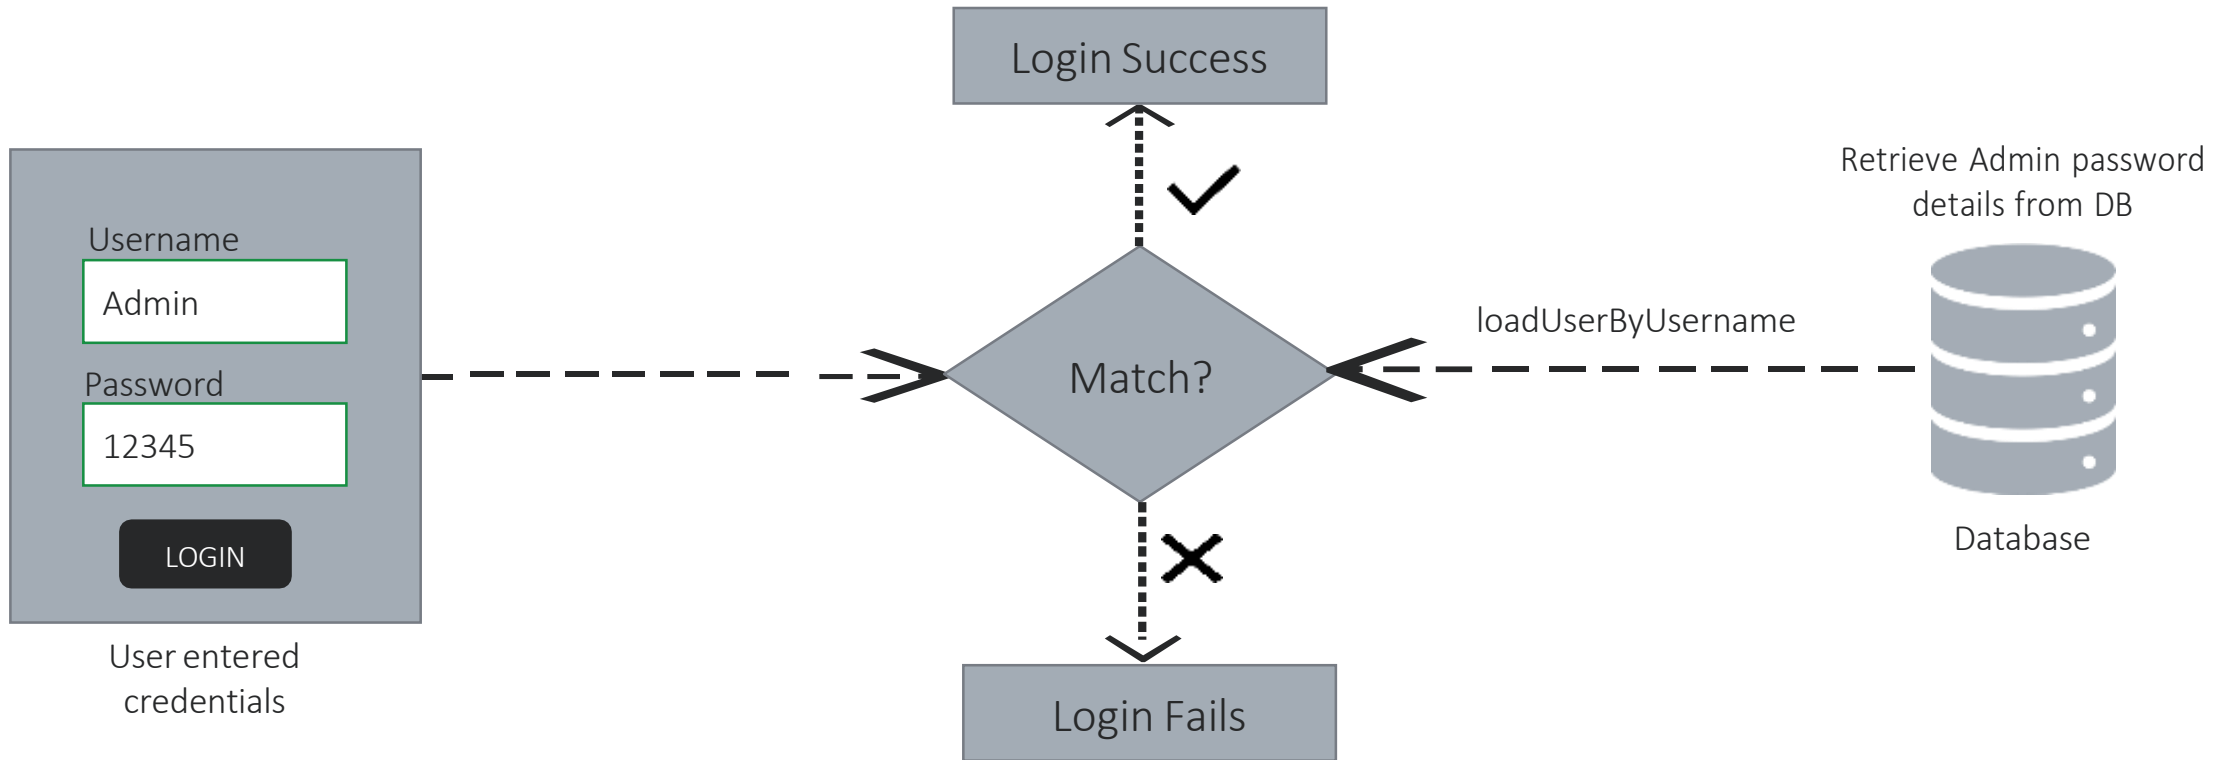 Login Success
Username
Admin
Password
12345
LOGIN
User entered
credentials
Match?
loadUserByUsername
Retrieve Admin password
details from DB
Database
Login Fails